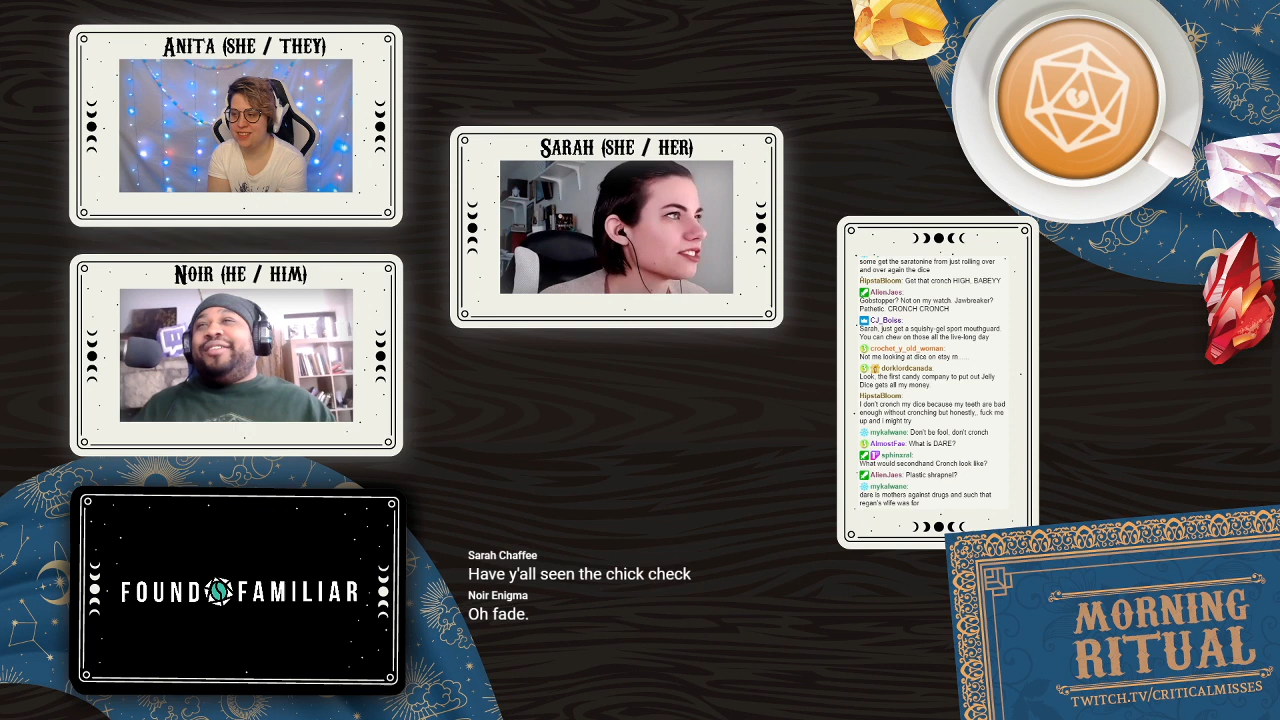 ANITA (SHE / THEY)
SARAH (SHE / HER)
NOIR (HE / HIM)
FOUND FAMILIAR
some get the saratonine from just rolling over
and over again the dice
HipstaBloom: Get that cronch HIGH, BABEYY
AlienJaes:
Gobstopper? Not on my watch. Jawbreaker?
Pathetic. CRONCH CRONCH
CJ_Boiss:
Sarah, just get a squishy-gel sport mouthguard.
You can chew on those all the live-long day
crochet_y_old_woman:
Not me looking at dice on etsy rn......
dorklordcanada:
Look, the first candy company to put out Jelly
Dice gets all my money.
HipstaBloom:
I don't cronch my dice because my teeth are bad
enough without cronching but honestly,, fuck me
up and i might try
mykalwane: Don't be fool, don't cronch
AlmostFae: What is DARE?
sphinxral:
What would secondhand Cronch look like?
AlienJaes: Plastic shrapnel?
mykalwane:
dare is mothers against drugs and such that
regan's wife was for
Sarah Chaffee
Have y'all seen the chick check
Noir Enigma
Oh fade.
MORNING
RITUAL
TWITCH.TV/CRITICALMISSES